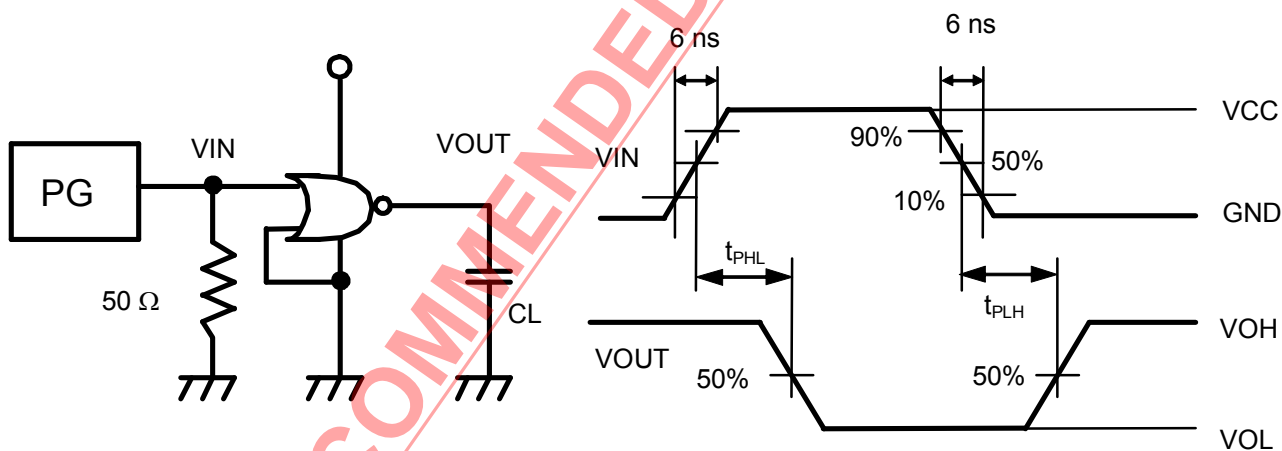 PG
VIN
50 Ω
VOUT
CL
6 ns
6 ns
VIN
90%
50%
10%
VCC
GND
tPHL
tPLH
VOUT
50%
50%
VOH
VOL
COMMENDE